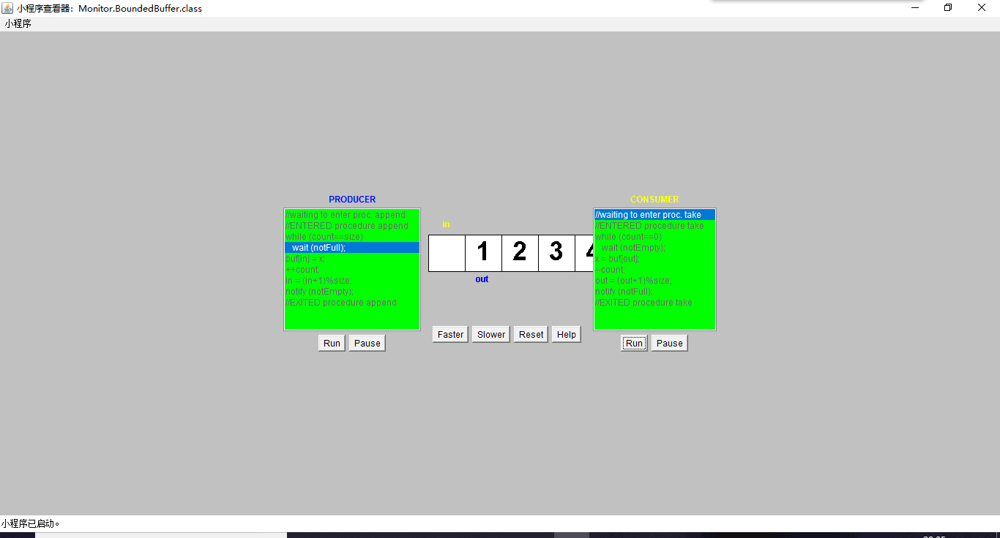 小程序查看器: Monitor.BoundedBuffer.class
小程序
PRODUCER
//waiting to enter proc. append
//ENTERED procedure append
while (count==size)
wait (notFull);
buf[in] = x;
++count;
in = (in+1)%size;
notify (notEmpty);
//EXITED procedure append
Run Pause
in
1 2 3 4
out
Faster Slower Reset Help
CONSUMER
//waiting to enter proc. take
//ENTERED procedure take
while (count==0)
wait (notEmpty);
x = buf[out];
--count;
out = (out+1)%size;
notify (notFull);
//EXITED procedure take
Run Pause
小程序已启动。